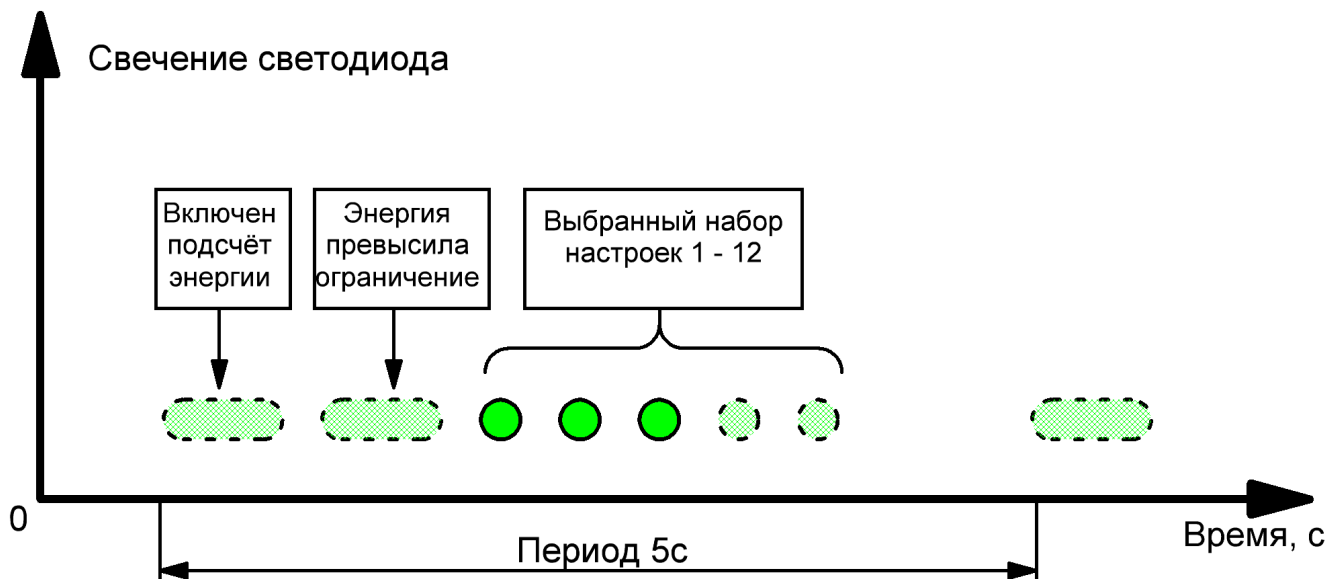 Свечение светодиода
Включен
подсчёт
энергии
Энергия
превысила
ограничение
Выбранный набор
настроек 1 - 12
0
Время, с
Период 5с